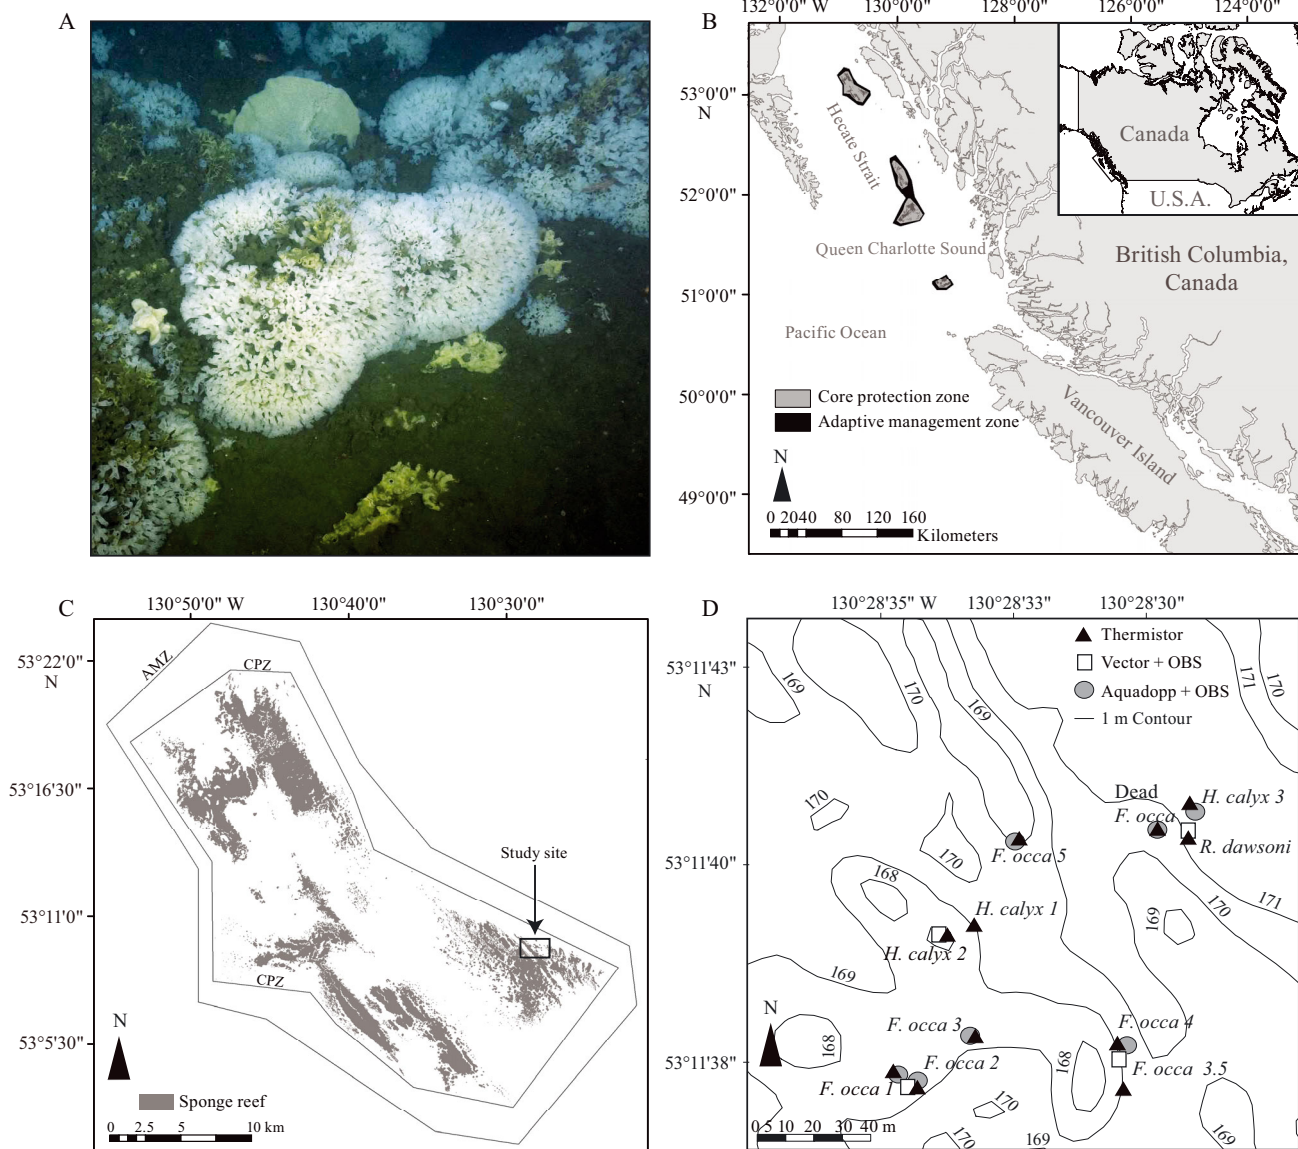 A
B
132°0'0" W
130°0'0"
128°0'0"
126°0'0"
124°0'0"
53°0'0"
N
52°0'0"
51°0'0"
50°0'0"
49°0'0"
Hecate Strait
Queen Charlotte Sound
Pacific Ocean
British Columbia,
Canada
Vancouver Island
Canada
U.S.A.
Core protection zone
Adaptive management zone
N
0 20 40 80 120 160
Kilometers
C
130°50'0" W
130°40'0"
130°30'0"
53°22'0"
N
53°16'30"
53°11'0"
53°5'30"
AMZ
CPZ
Study site
CPZ
N
Sponge reef
0 2.5 5 10 km
D
130°28'35" W
130°28'33"
130°28'30"
53°11'43"
N
53°11'40"
53°11'38"
Thermistor
Vector + OBS
Aquadopp + OBS
1 m Contour
169
170
169
171
170
Dead
F. occa
H. calyx 3
R. dawsoni
170
F. occa 5
170
168
H. calyx 1
H. calyx 2
169
169
170
171
F. occa 3
F. occa 4
F. occa 2
F. occa 3.5
F. occa 1
168
168
170
170
169
169
N
0 5 10 20 30 40 m